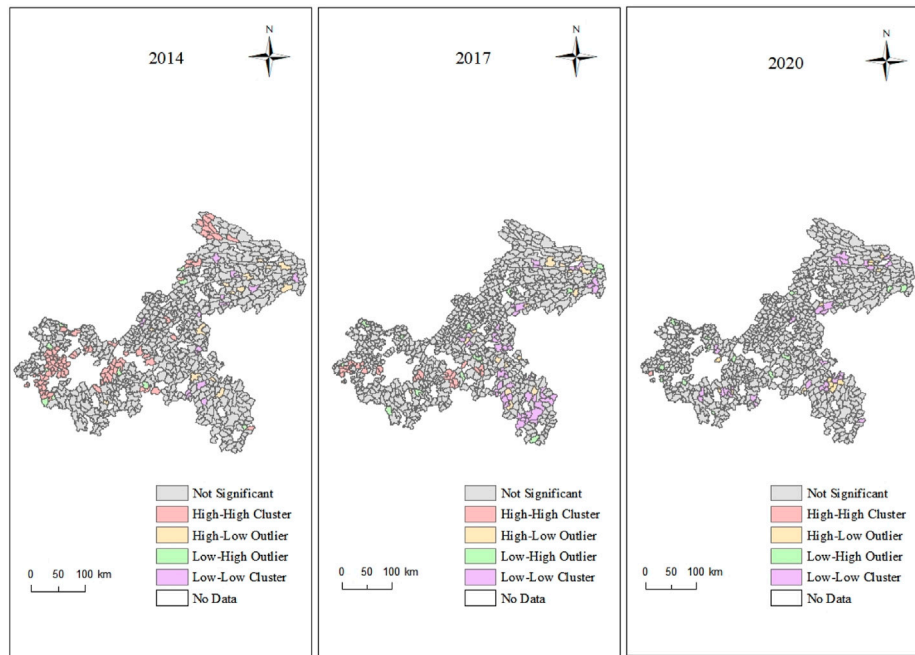 N
2014
Not Significant
High-High Cluster
High-Low Outlier
Low-High Outlier
Low-Low Cluster
No Data
0 50 100 km
N
2017
Not Significant
High-High Cluster
High-Low Outlier
Low-High Outlier
Low-Low Cluster
No Data
0 50 100 km
N
2020
Not Significant
High-High Cluster
High-Low Outlier
Low-High Outlier
Low-Low Cluster
No Data
0 50 100 km